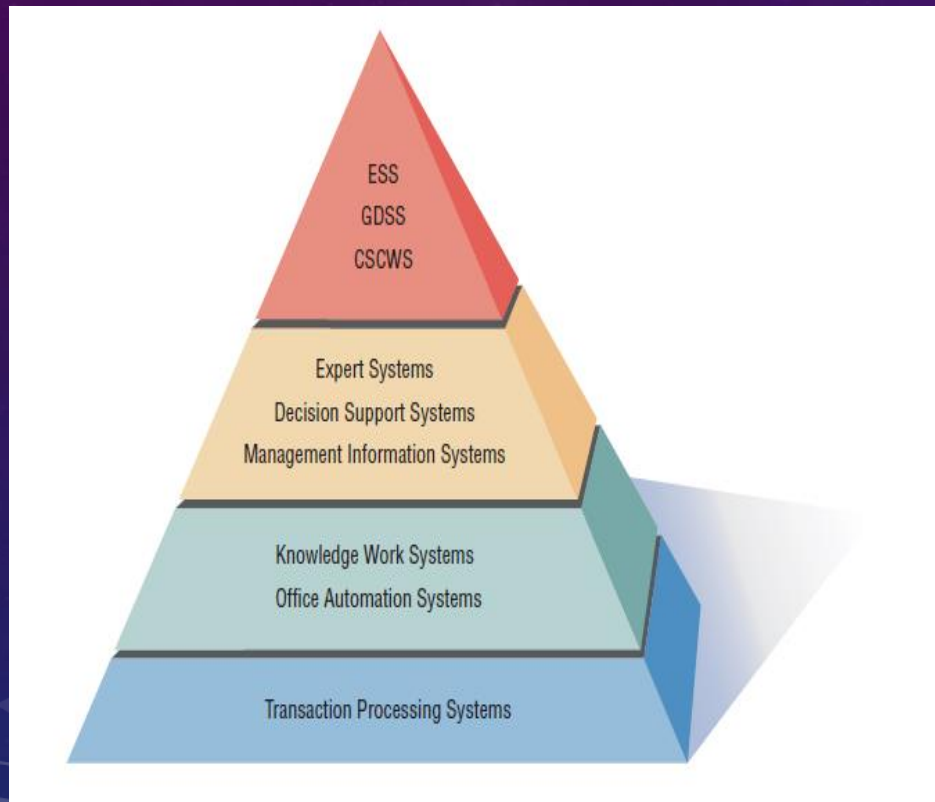 ESS
GDSS
CSCWS
Expert Systems
Decision Support Systems
Management Information Systems
Knowledge Work Systems
Office Automation Systems
Transaction Processing Systems